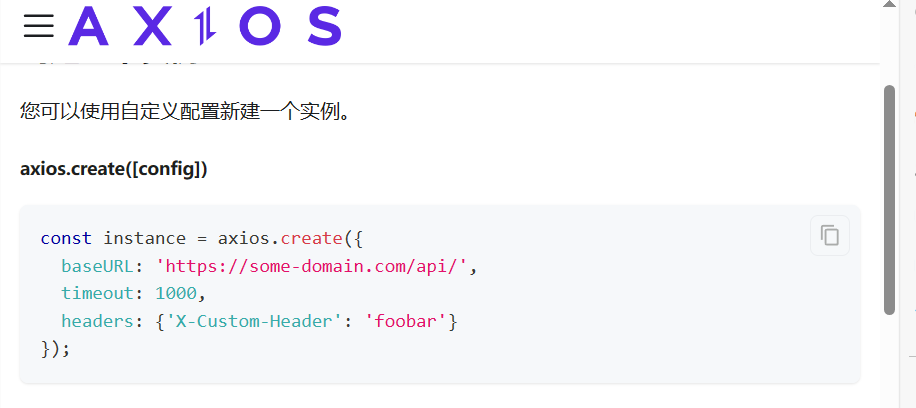 AXIOS
您可以使用自定义配置新建一个实例。
axios.create([config])
const instance = axios.create({
  baseURL: 'https://some-domain.com/api/',
  timeout: 1000,
  headers: {'X-Custom-Header': 'foobar'}
});